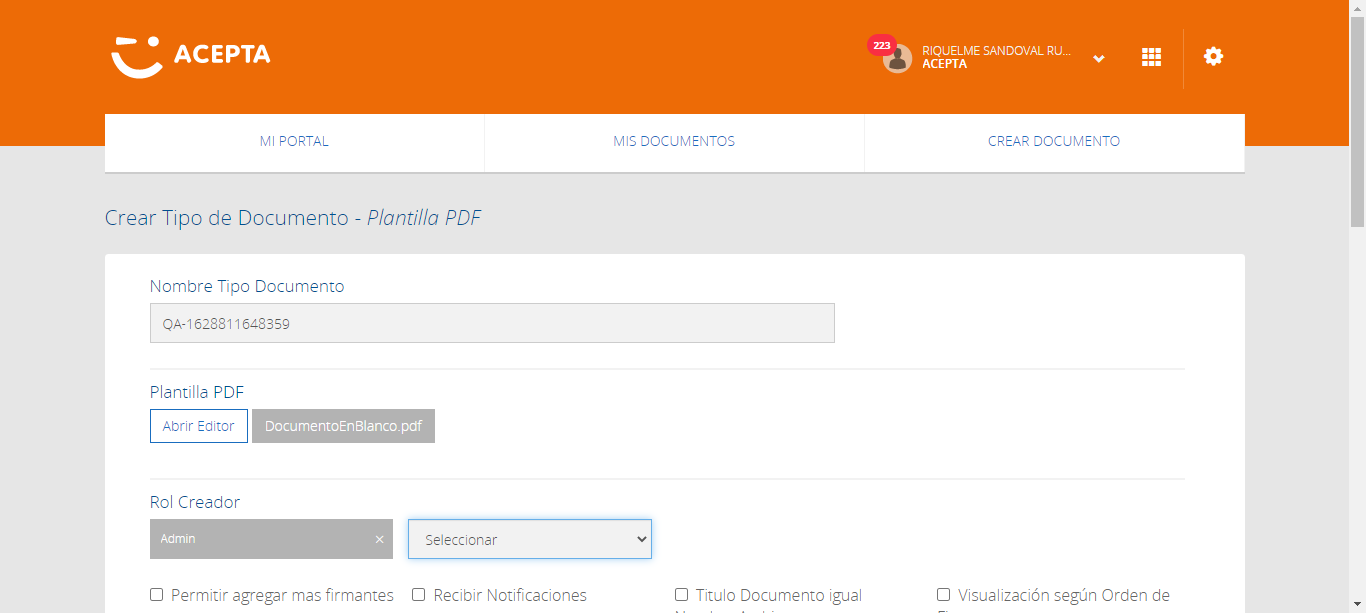 ACEPTA
223
RIQUELME SANDOVAL RU...
ACEPTA
MI PORTAL
MIS DOCUMENTOS
CREAR DOCUMENTO
Crear Tipo de Documento - Plantilla PDF
Nombre Tipo Documento
QA-1628811648359
Plantilla PDF
Abrir Editor
DocumentoEnBlanco.pdf
Rol Creador
Admin ×
Seleccionar
Permitir agregar mas firmantes
Recibir Notificaciones
Titulo Documento igual
Visualización según Orden de